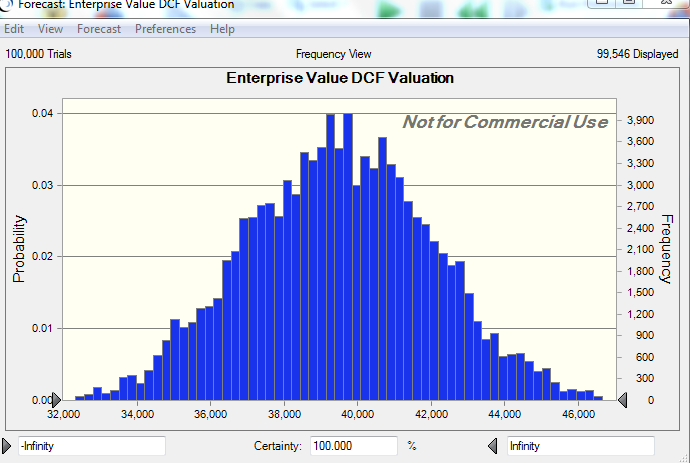 Forecast: Enterprise Value DCF Valuation
Edit View Forecast Preferences Help
100,000 Trials Frequency View 99,546 Displayed
Enterprise Value DCF Valuation
Not for Commercial Use
0.04
0.03
0.02
0.01
0.00
Probability
3,900
3,600
3,300
3,000
2,700
2,400
2,100
1,800
1,500
1,200
900
600
300
0
Frequency
32,000 34,000 36,000 38,000 40,000 42,000 44,000 46,000
-Infinity Certainty: 100.000 % Infinity